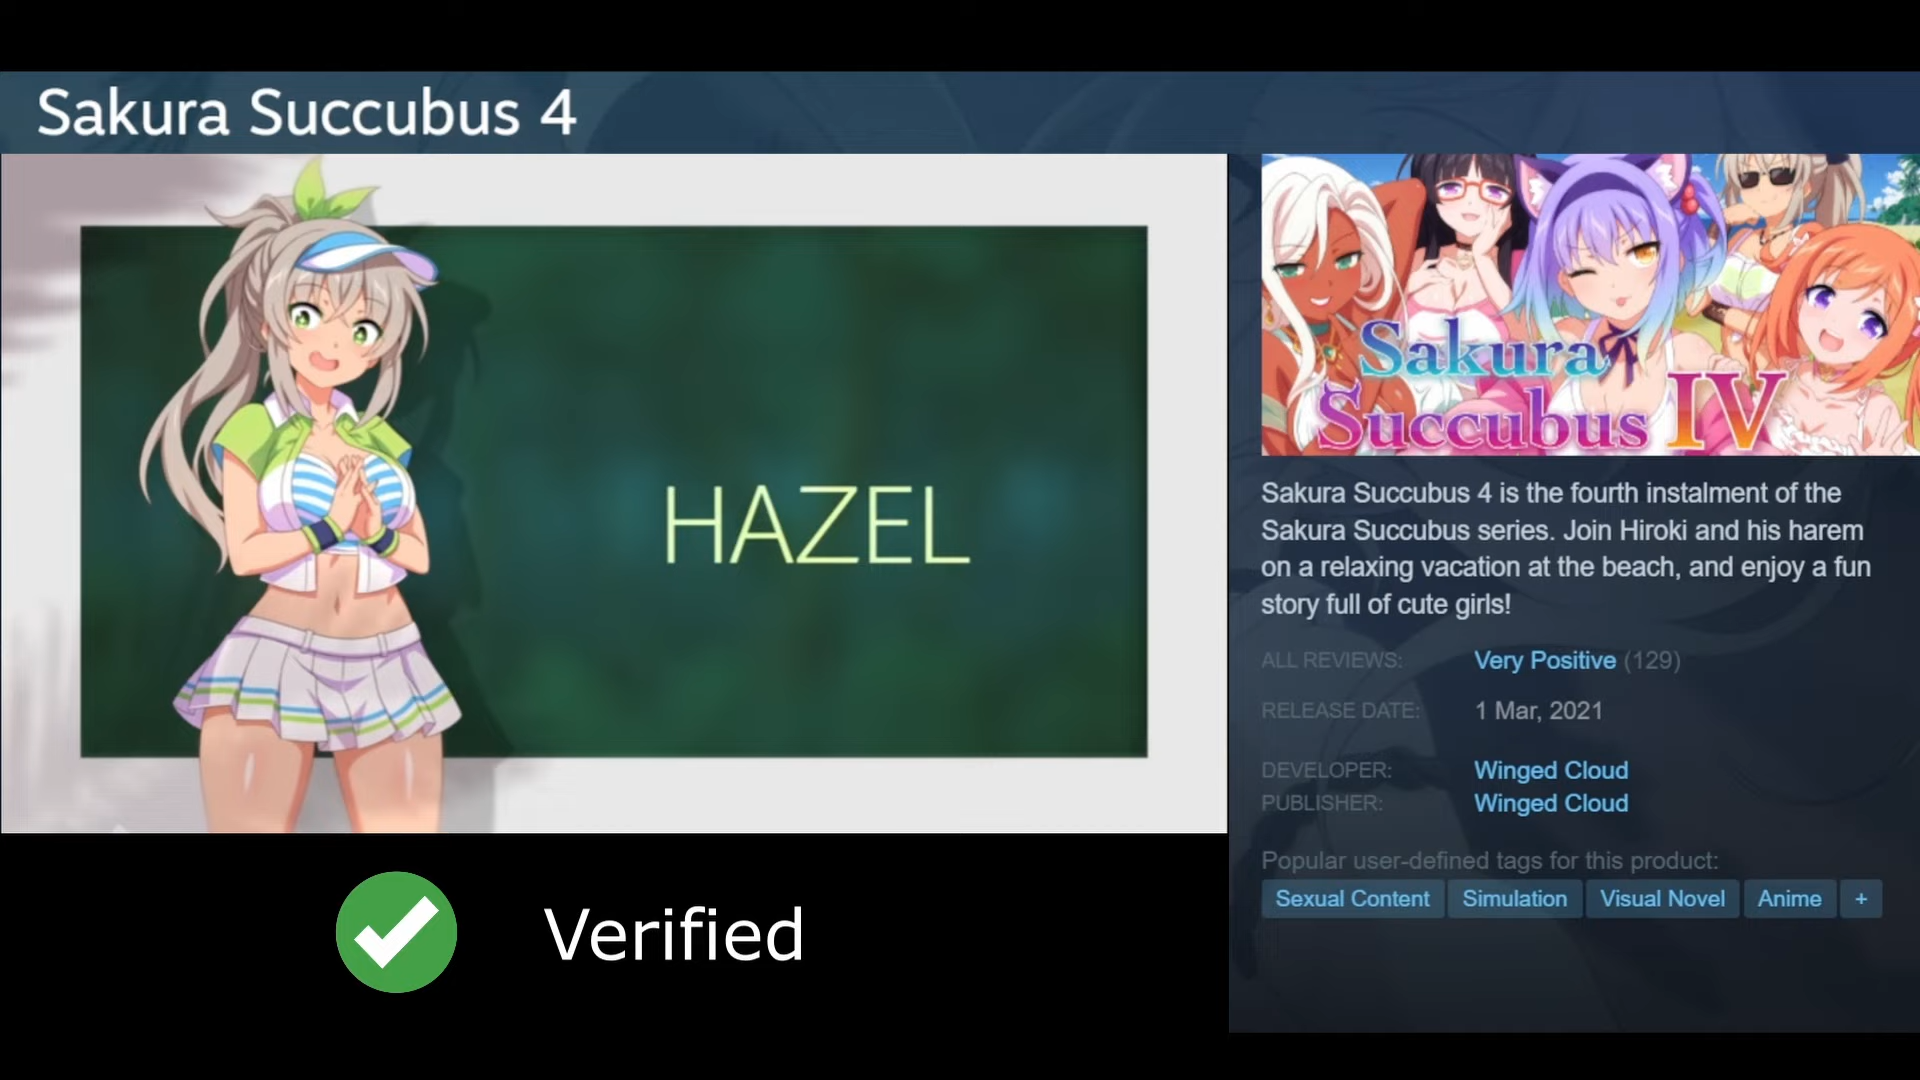 Sakura Succubus 4
HAZEL
Sakura
Succubus IV
Sakura Succubus 4 is the fourth instalment of the
Sakura Succubus series. Join Hiroki and his harem
on a relaxing vacation at the beach, and enjoy a fun
story full of cute girls!
ALL REVIEWS: Very Positive (129)
RELEASE DATE: 1 Mar, 2021
DEVELOPER: Winged Cloud
PUBLISHER: Winged Cloud
Popular user-defined tags for this product:
Sexual Content Simulation Visual Novel Anime +
Verified